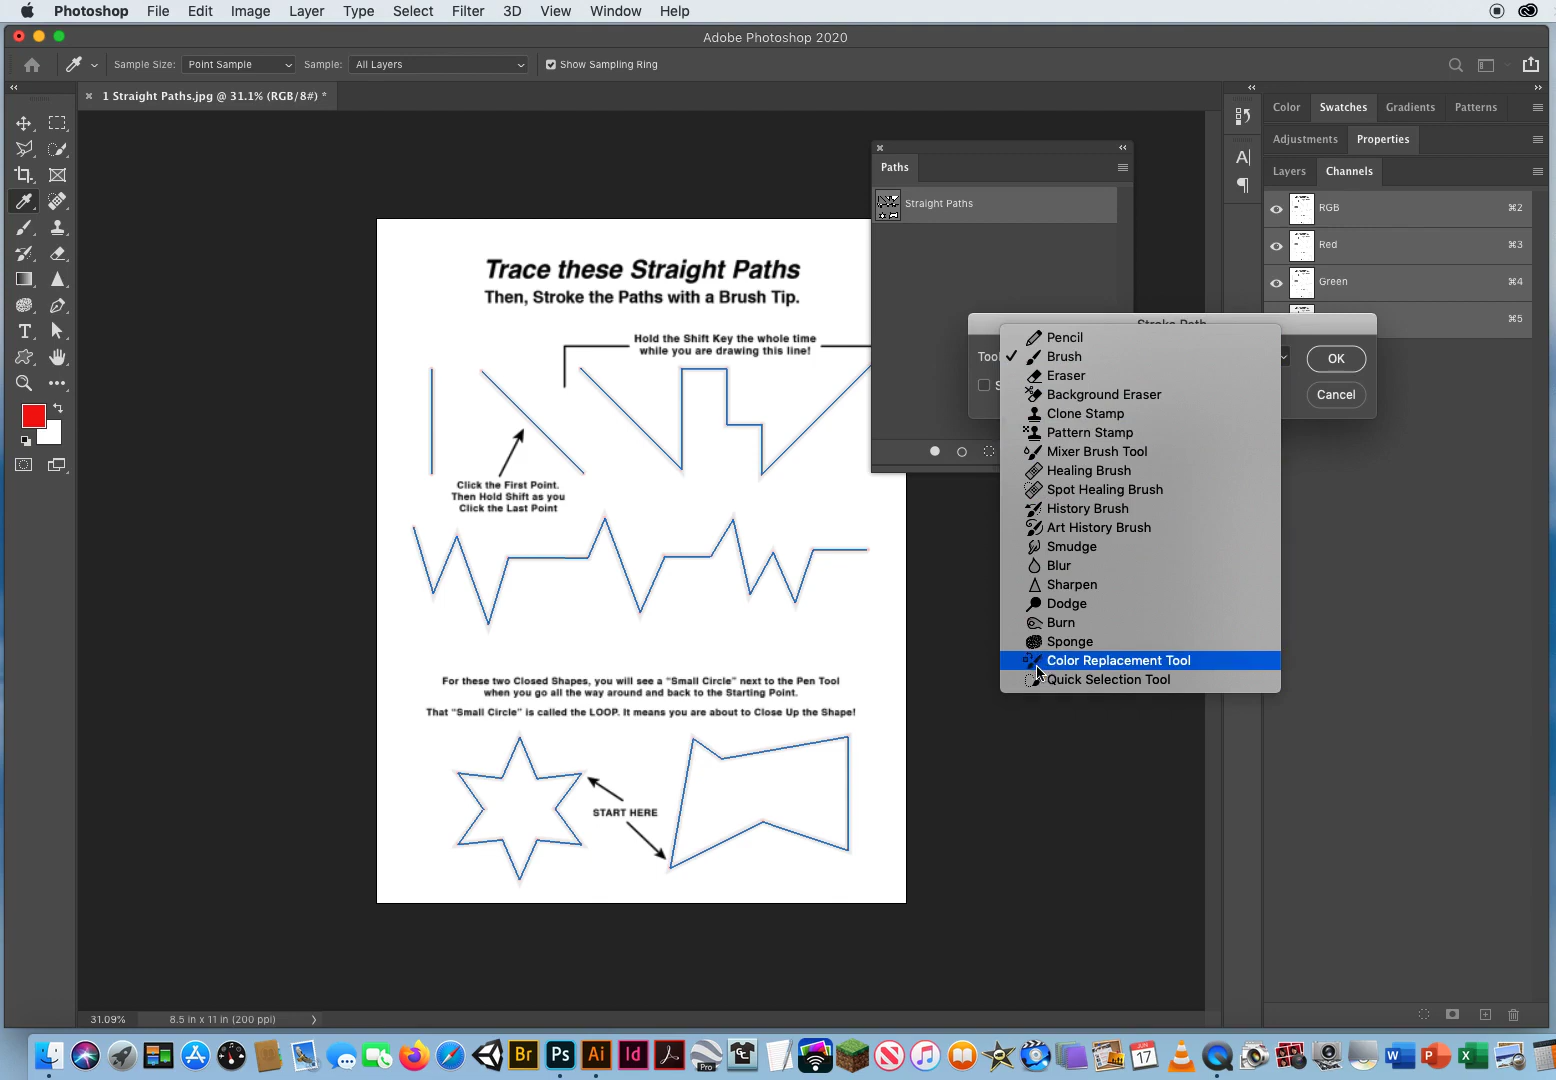 Photoshop File Edit Image Layer Type Select Filter 3D View Window Help
Adobe Photoshop 2020
Sample Size: Point Sample Sample: All Layers Show Sampling Ring
1 Straight Paths.jpg @ 31.1% (RGB/8#) *
Color Swatches Gradients Patterns
Adjustments Properties
Layers Channels
RGB ⌘2
Red ⌘3
Green ⌘4
⌘5
Paths
Straight Paths
Trace these Straight Paths
Then, Stroke the Paths with a Brush Tip.
Hold the Shift Key the whole time
while you are drawing this line!
Click the First Point.
Then Hold Shift as you
Click the Last Point
For these two Closed Shapes, you will see a "Small Circle" next to the Pen Tool
when you go all the way around and back to the Starting Point.
That "Small Circle" is called the LOOP. It means you are about to Close Up the Shape!
START HERE
Tool
S
OK
Cancel
Pencil
Brush
Eraser
Background Eraser
Clone Stamp
Pattern Stamp
Mixer Brush Tool
Healing Brush
Spot Healing Brush
History Brush
Art History Brush
Smudge
Blur
Sharpen
Dodge
Burn
Sponge
Color Replacement Tool
Quick Selection Tool
31.09% 8.5 in x 11 in (200 ppi)
Br Ps Ai Id
Pro
JUN
17
W P X